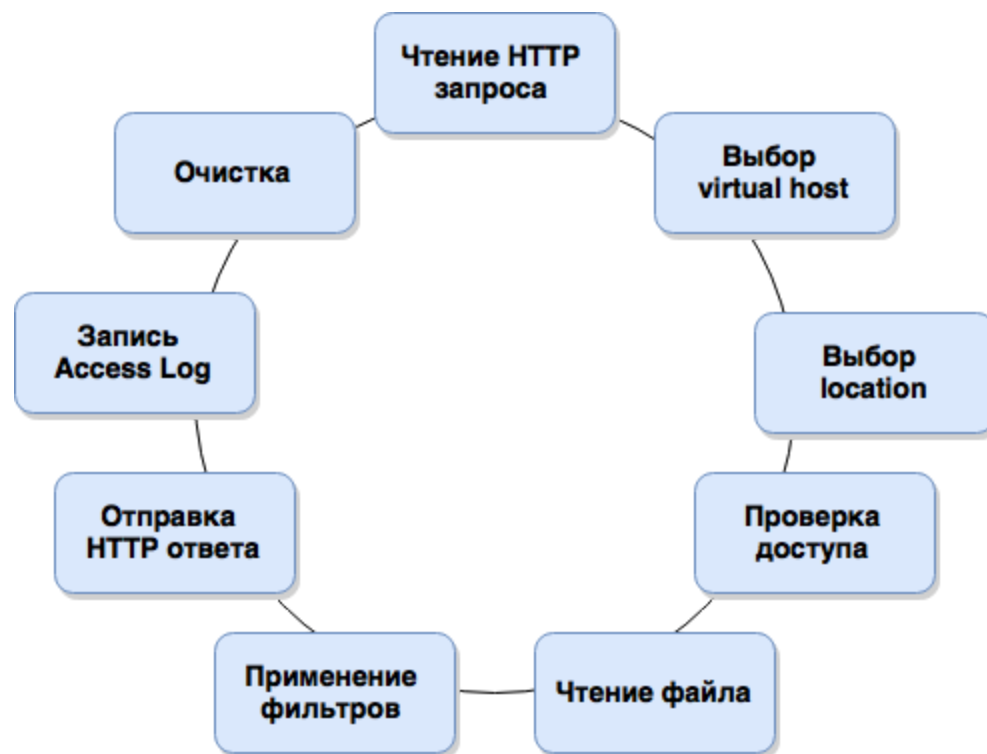 Чтение HTTP
запроса
Выбор
virtual host
Выбор
location
Проверка
доступа
Чтение файла
Применение
фильтров
Отправка
HTTP ответа
Запись
Access Log
Очистка